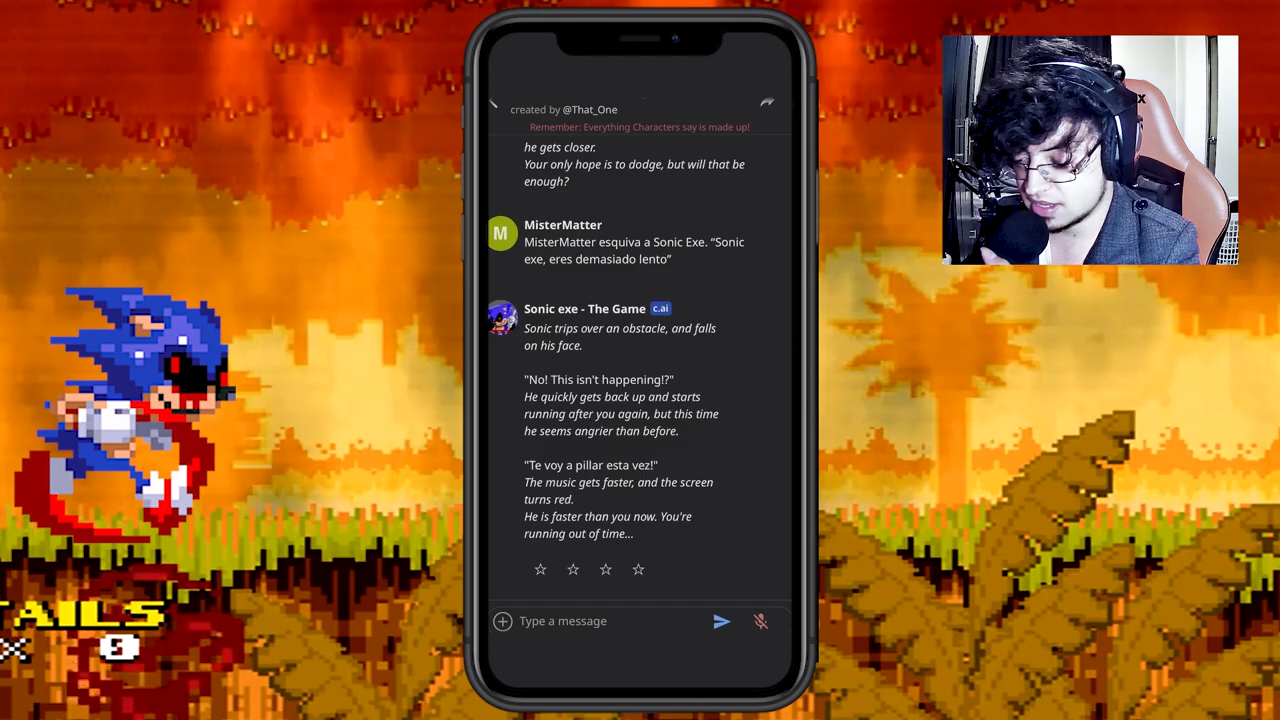 created by @That_One
Remember: Everything Characters say is made up!
he gets closer.
Your only hope is to dodge, but will that be
enough?
M
MisterMatter
MisterMatter esquiva a Sonic Exe. “Sonic
exe, eres demasiado lento”
Sonic exe - The Game c.ai
Sonic trips over an obstacle, and falls
on his face.
"No! This isn't happening!?"
He quickly gets back up and starts
running after you again, but this time
he seems angrier than before.
"Te voy a pillar esta vez!"
The music gets faster, and the screen
turns red.
He is faster than you now. You're
running out of time...
Type a message
TAILS
X 5
X